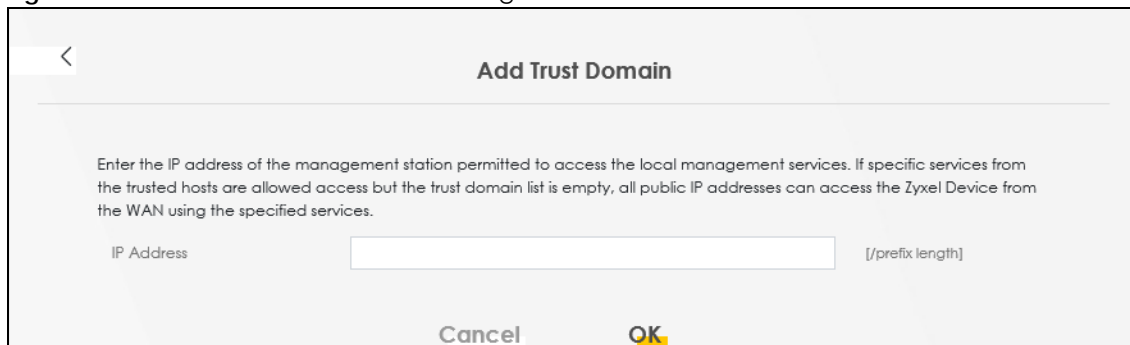 Add Trust Domain
Enter the IP address of the management station permitted to access the local management services. If specific services from
the trusted hosts are allowed access but the trust domain list is empty, all public IP addresses can access the Zyxel Device from
the WAN using the specified services.
IP Address [/prefix length]
Cancel OK